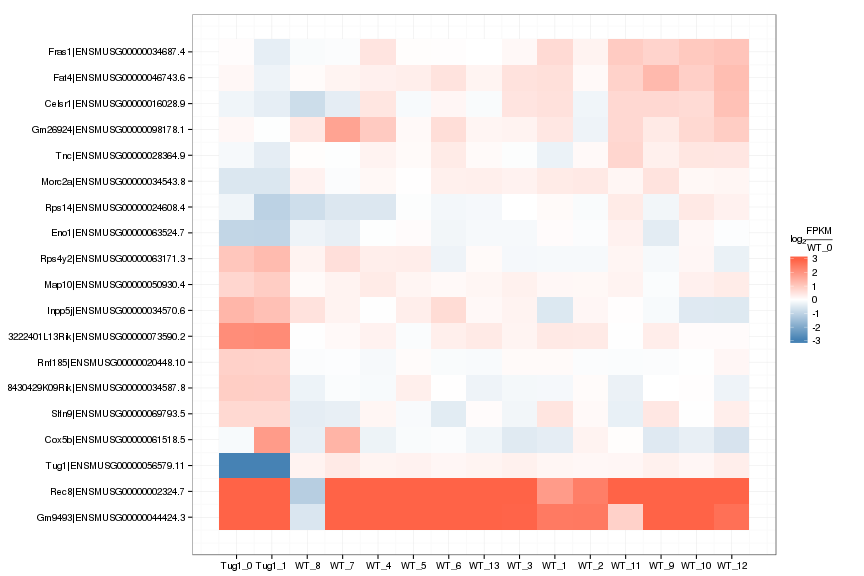 Fras1|ENSMUSG00000034687.4
Fat4|ENSMUSG00000046743.6
Celsr1|ENSMUSG00000016028.9
Gm26924|ENSMUSG00000098178.1
Tnc|ENSMUSG00000028364.9
Morc2a|ENSMUSG00000034543.8
Rps14|ENSMUSG00000024608.4
Eno1|ENSMUSG00000063524.7
Rps4y2|ENSMUSG00000063171.3
Map10|ENSMUSG00000050930.4
Inpp5j|ENSMUSG00000034570.6
3222401L13Rik|ENSMUSG00000073590.2
Rnf185|ENSMUSG00000020448.10
8430429K09Rik|ENSMUSG00000034587.8
Slfn9|ENSMUSG00000069793.5
Cox5b|ENSMUSG00000061518.5
Tug1|ENSMUSG00000056579.11
Rec8|ENSMUSG00000002324.7
Gm9493|ENSMUSG00000044424.3
Tug1_0 Tug1_1 WT_8 WT_7 WT_4 WT_5 WT_6 WT_13 WT_3 WT_1 WT_2 WT_11 WT_9 WT_10 WT_12
log2 FPKM
WT_0
3
2
1
0
-1
-2
-3